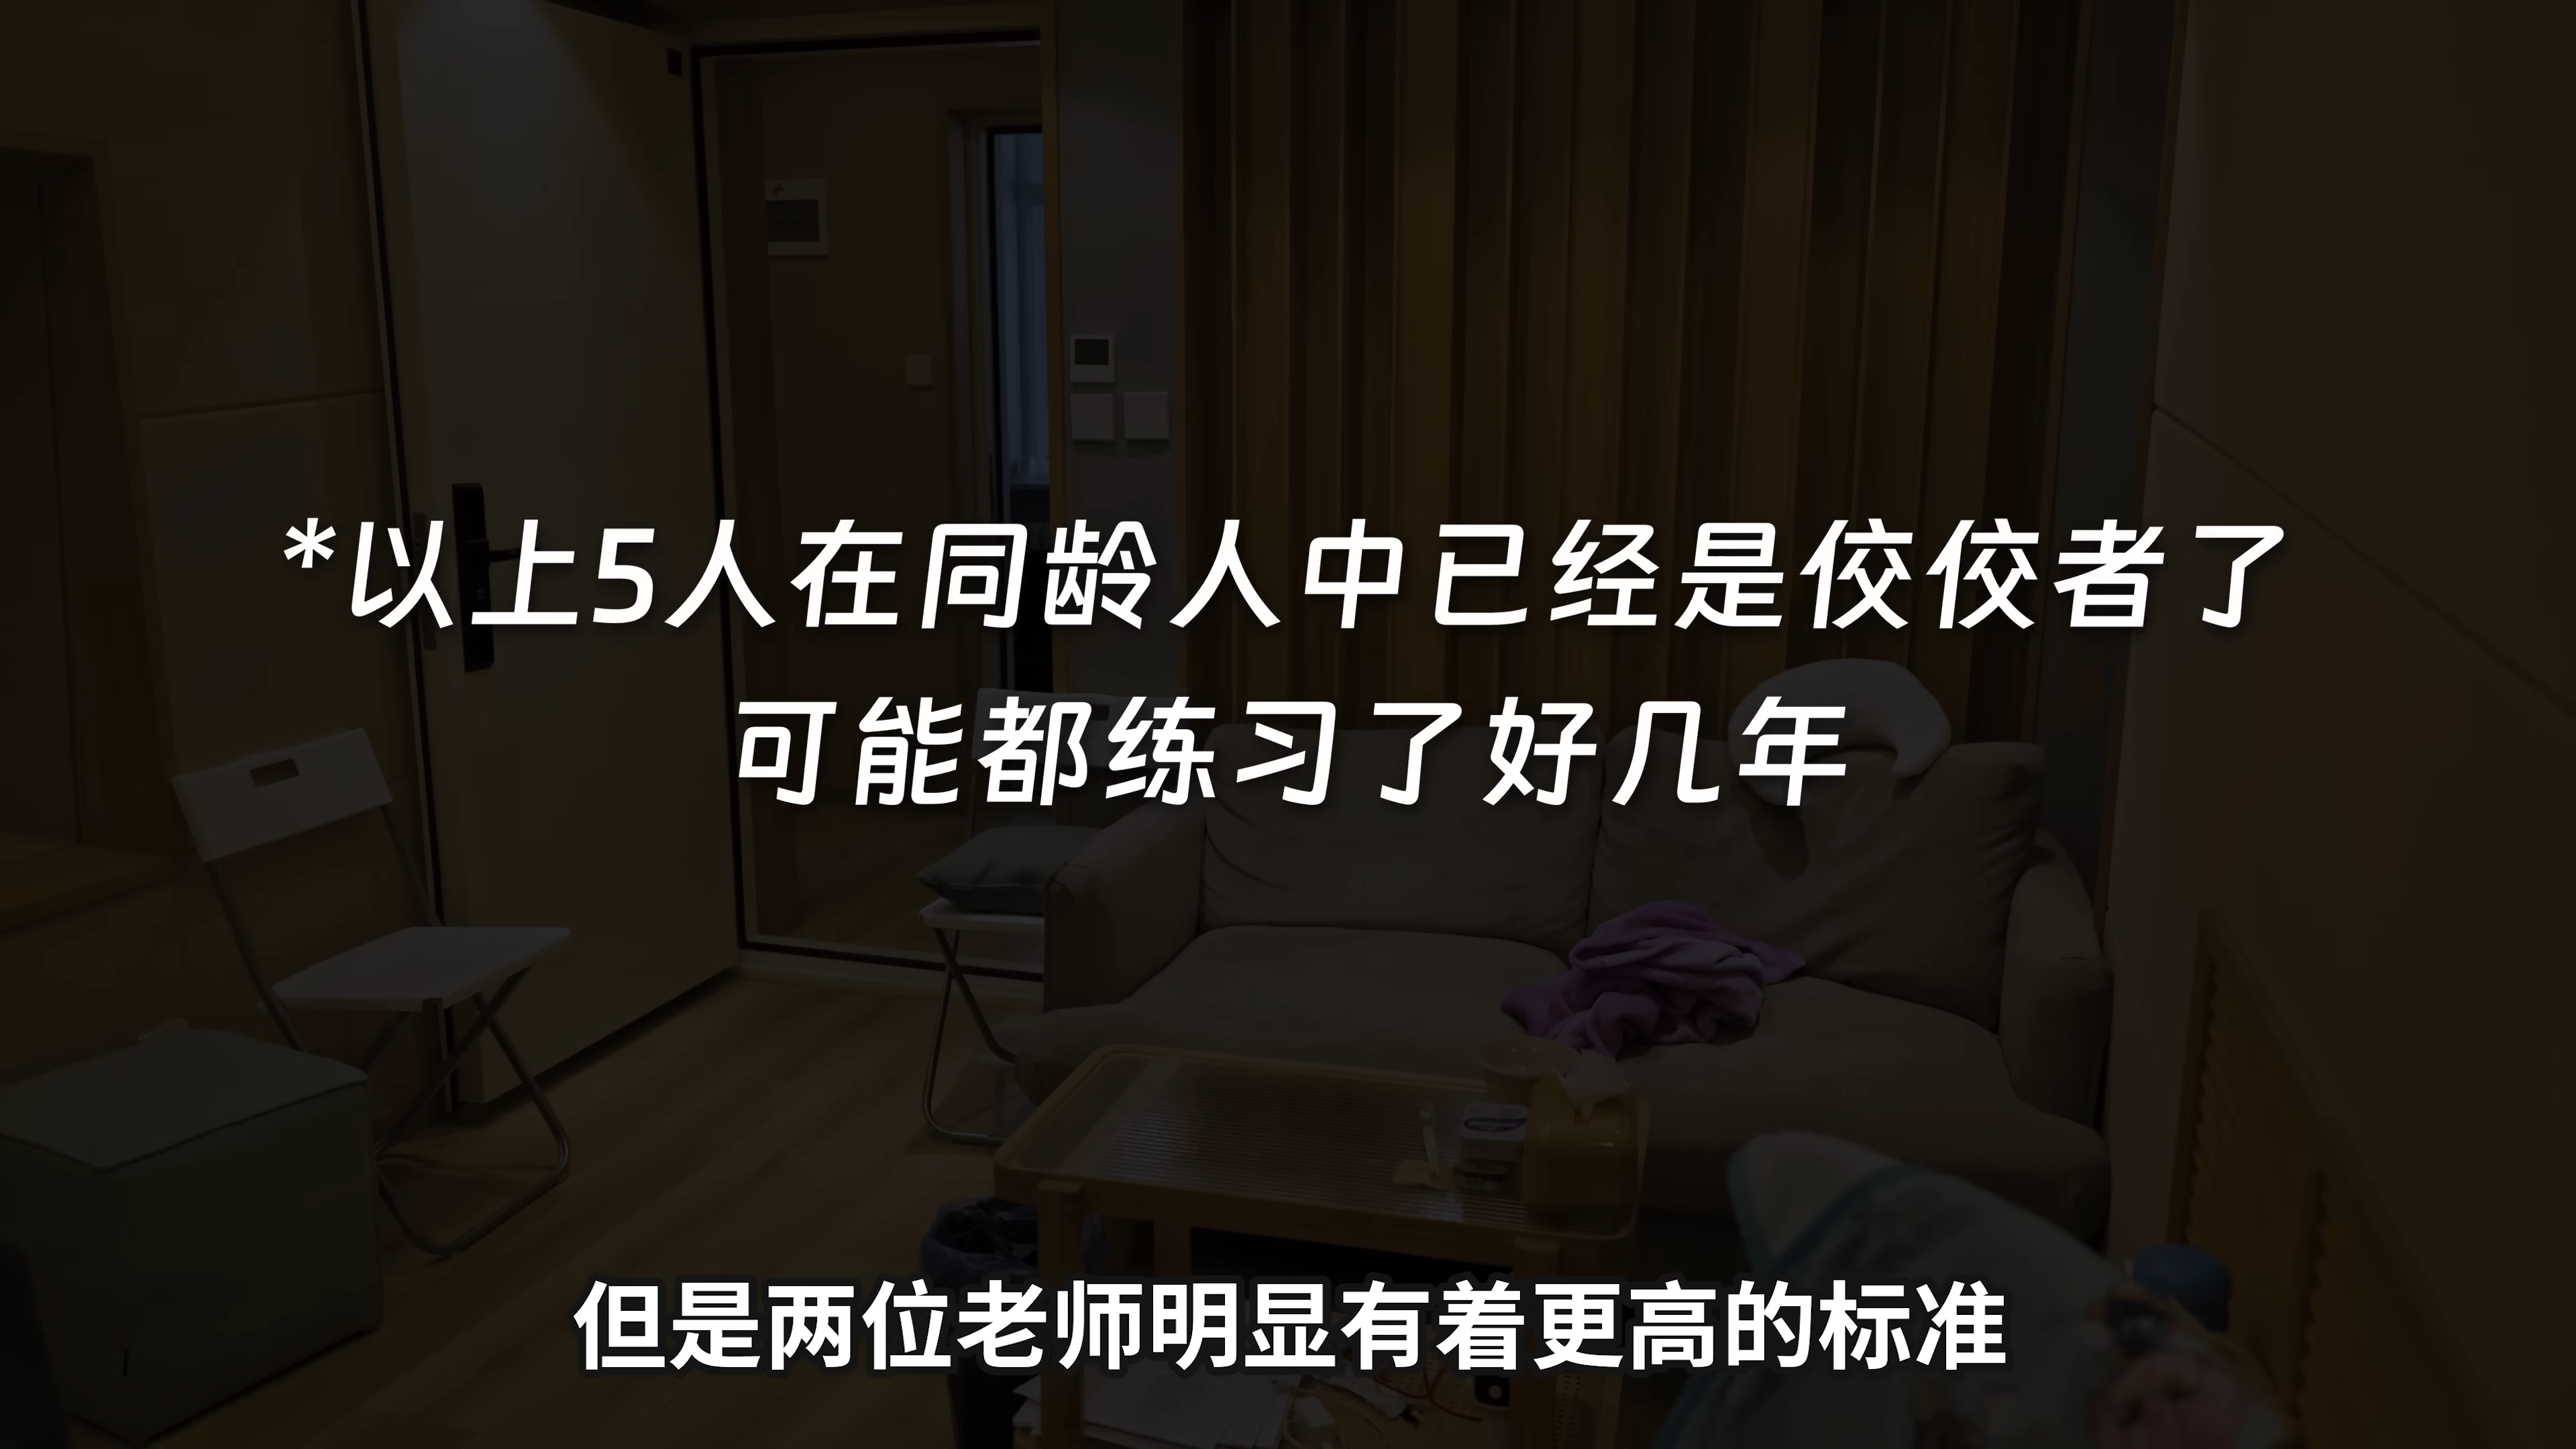 *以上5人在同龄人中已经是佼佼者了
可能都练习了好几年
但是两位老师明显有着更高的标准